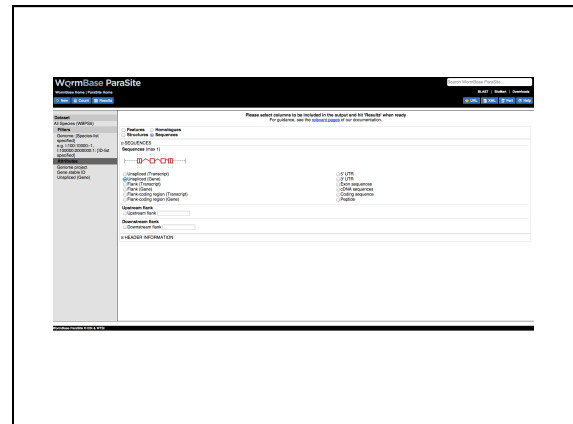 WormBase ParaSite
Search WormBase ParaSite...
WormBase Home | ParaSite Home
BLAST | BioMart | Downloads
New Count Results
URL XML Perl Help
Please select columns to be included in the output and hit 'Results' when ready
For guidance, see the relevant pages of our documentation.
Dataset
All Species (WBPS5)
Filters
Genome: [Species-list specified]
e.g. I:100:10000:-1,
I:100000:2000000:1: [ID-list specified]
Attributes
Genome project
Gene stable ID
Unspliced (Gene)
Features Homologues
Structures Sequences
SEQUENCES
Sequences (max 1)
Unspliced (Transcript)
Unspliced (Gene)
Flank (Transcript)
Flank (Gene)
Flank-coding region (Transcript)
Flank-coding region (Gene)
5' UTR
3' UTR
Exon sequences
cDNA sequences
Coding sequence
Peptide
Upstream flank
Upstream flank
Downstream flank
Downstream flank
HEADER INFORMATION